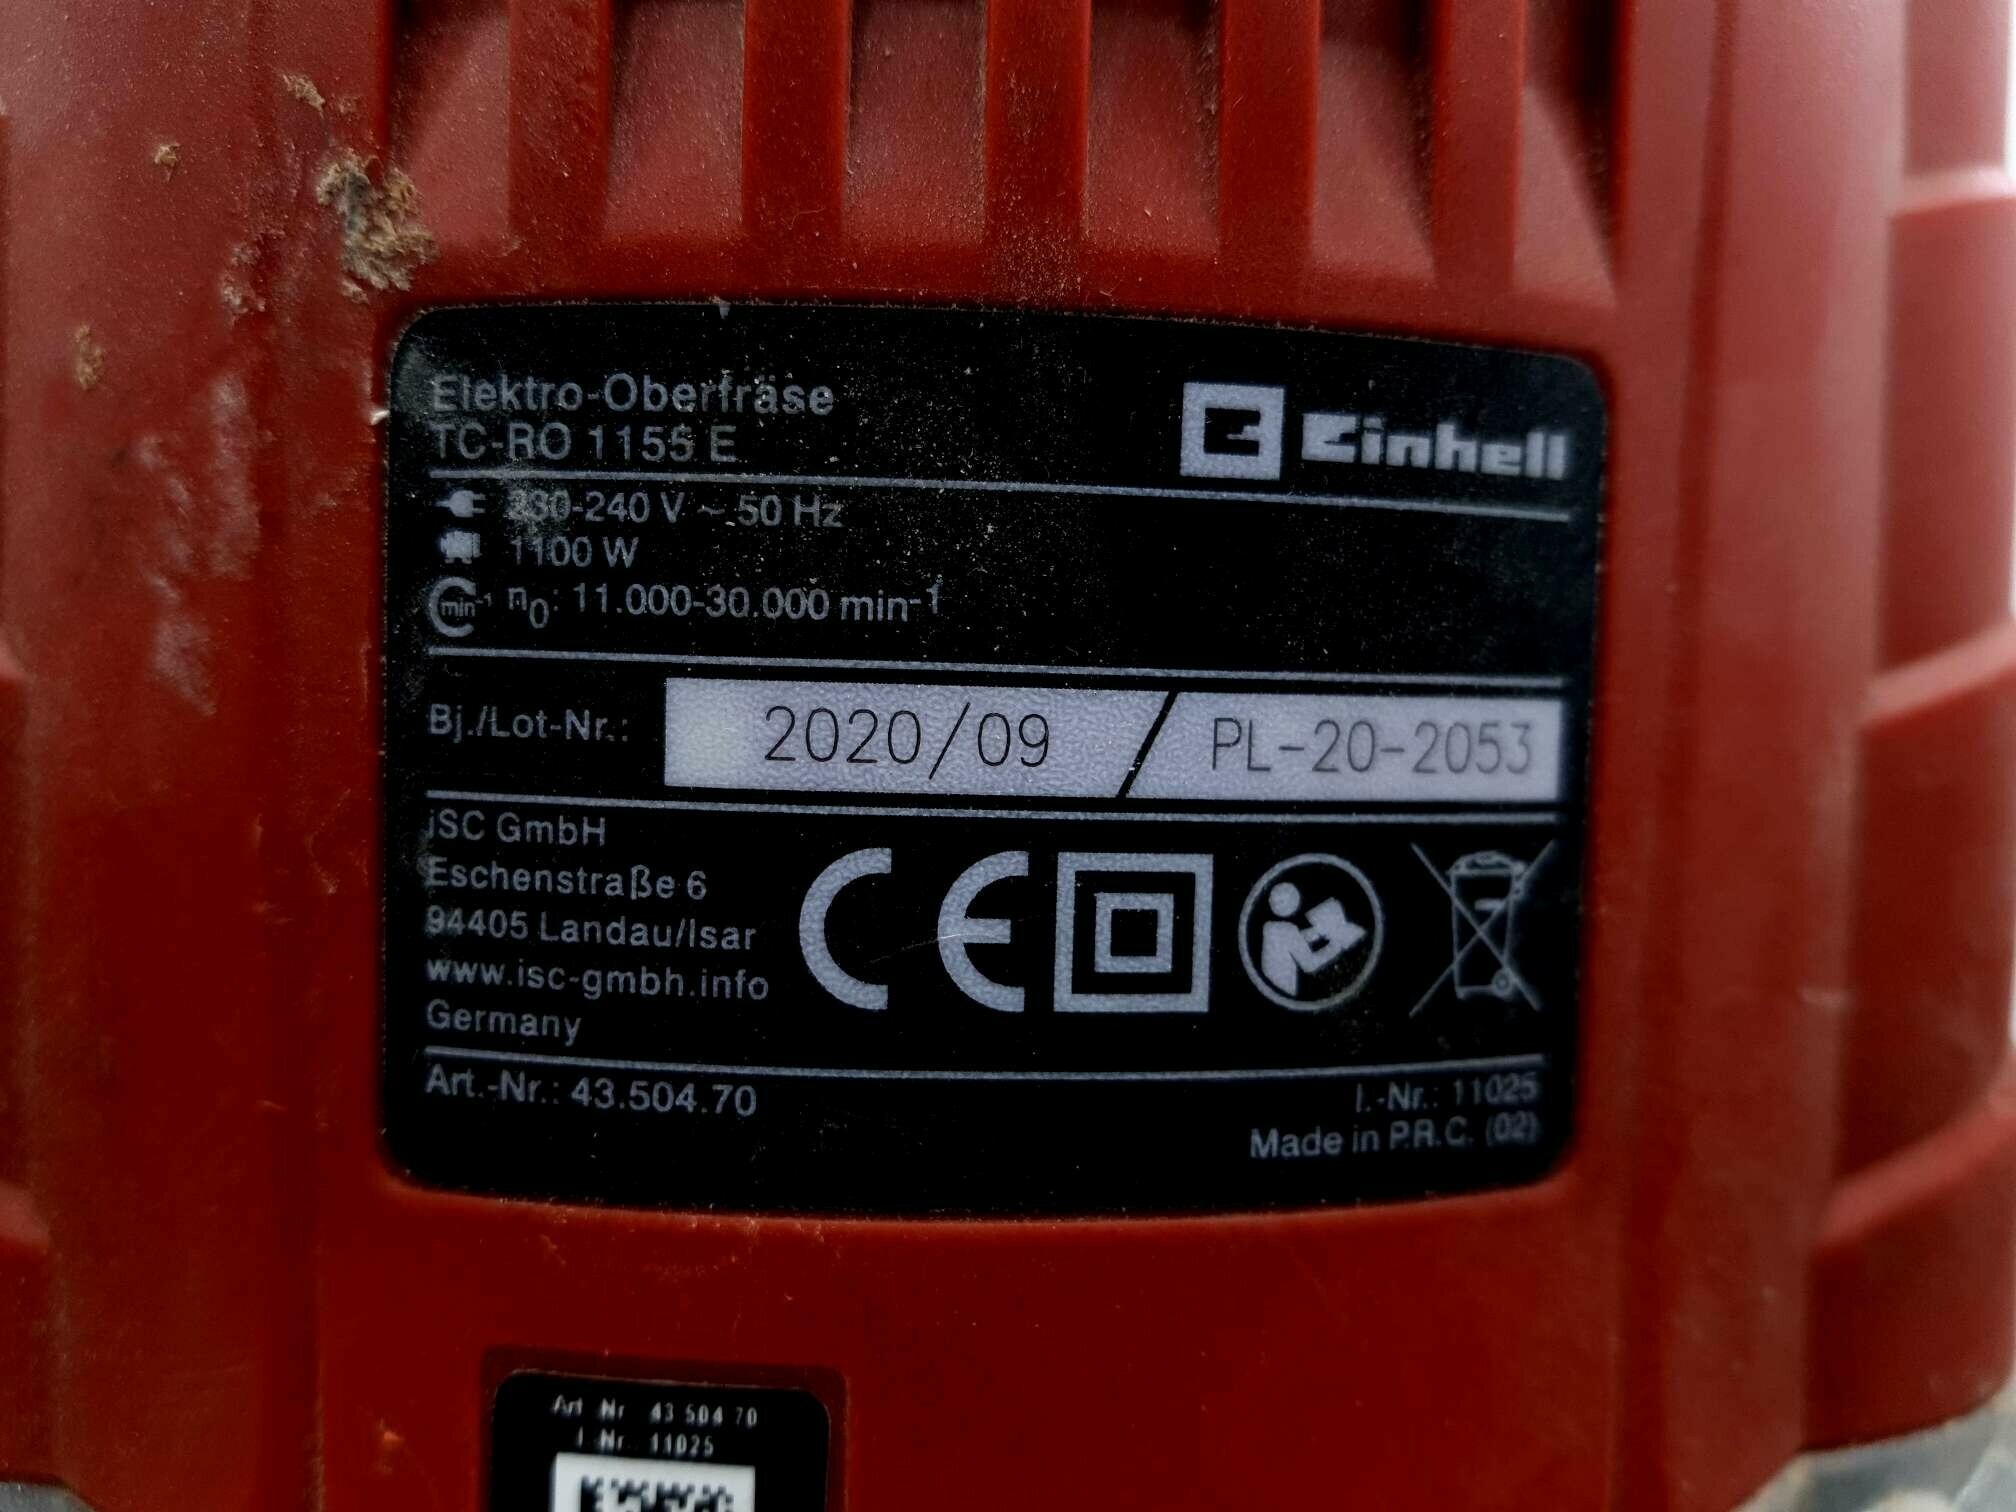 Elektro-Oberfräse
TC-RO 1155 E
Einhell
230-240 V ~ 50 Hz
1100 W
min⁻¹ n₀: 11.000-30.000 min⁻¹
Bj./Lot-Nr.: 2020/09 / PL-20-2053
iSC GmbH
Eschenstraße 6
94405 Landau/Isar
www.isc-gmbh.info
Germany
CE
Art.-Nr.: 43.504.70
I.-Nr.: 11025
Made in P.R.C. (02)
Art.-Nr.: 43.504.70
I.-Nr.: 11025